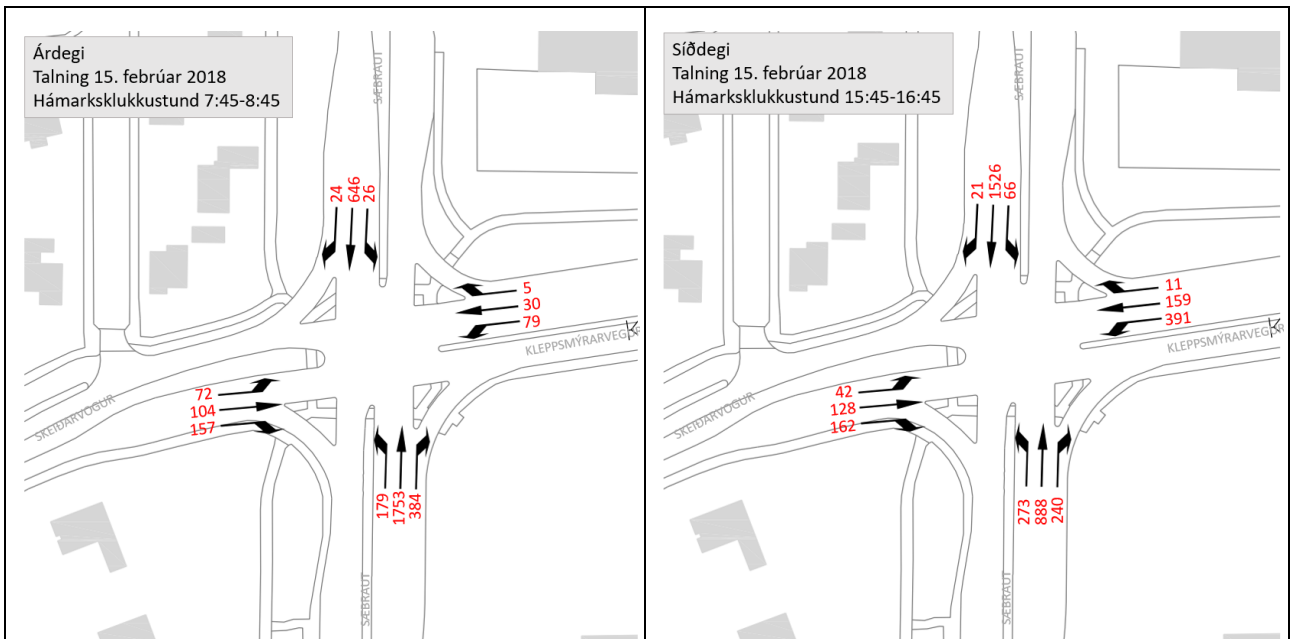 Árdegi
Talning 15. febrúar 2018
Hámarksklukkustund 7:45-8:45
SÆBRAUT
24
646
26
5
30
79
KLEPPSMÝRARVEGUR
72
104
157
SKEIÐARVOGUR
179
1753
384
SÆBRAUT
Síðdegi
Talning 15. febrúar 2018
Hámarksklukkustund 15:45-16:45
SÆBRAUT
21
1526
66
11
159
391
KLEPPSMÝRARVEGUR
42
128
162
SKEIÐARVOGUR
273
888
240
SÆBRAUT